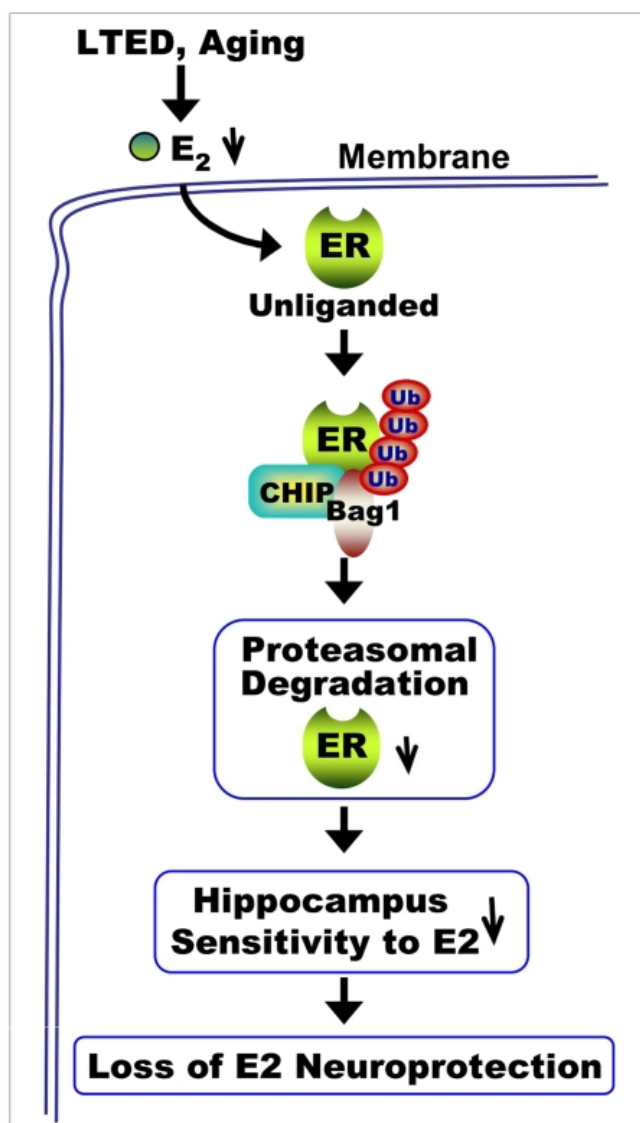 LTED, Aging
E₂
Membrane
ER
Unliganded
ER
Ub
Ub
Ub
Ub
CHIP
Bag1
Proteasomal
Degradation
ER
Hippocampus
Sensitivity to E2
Loss of E2 Neuroprotection